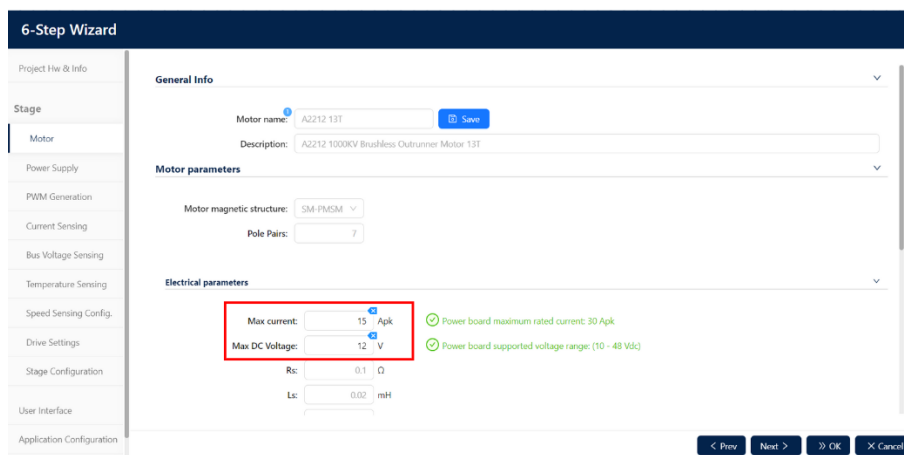 6-Step Wizard
Project Hw & Info
Stage
Motor
Power Supply
PWM Generation
Current Sensing
Bus Voltage Sensing
Temperature Sensing
Speed Sensing Config.
Drive Settings
Stage Configuration
User Interface
Application Configuration
General Info
Motor name: A2212 13T Save
Description: A2212 1000KV Brushless Outrunner Motor 13T
Motor parameters
Motor magnetic structure: SM-PMSM
Pole Pairs: 7
Electrical parameters
Max current: 15 Apk Power board maximum rated current: 30 Apk
Max DC Voltage: 12 V Power board supported voltage range: (10 - 48 Vdc)
Rs: 0.1 Ω
Ls: 0.02 mH
< Prev Next > >> OK X Cancel